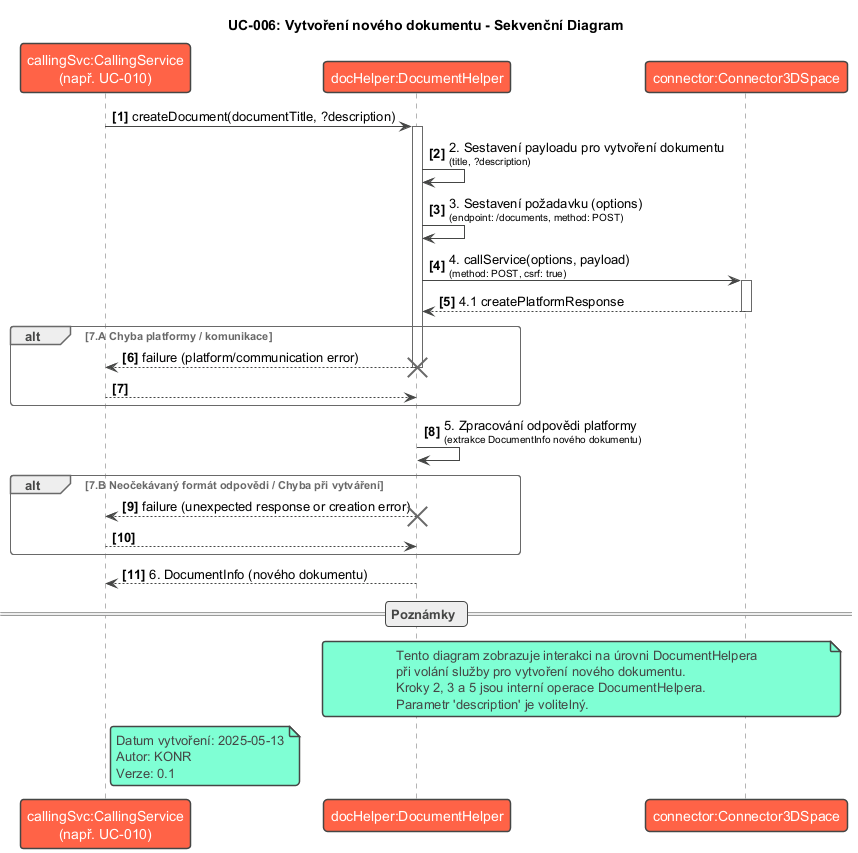 UC-006: Vytvoření nového dokumentu - Sekvenční Diagram
callingSvc:CallingService
(např. UC-010)
docHelper:DocumentHelper
connector:Connector3DSpace
[1] createDocument(documentTitle, ?description)
[2] 2. Sestavení payloadu pro vytvoření dokumentu
(title, ?description)
[3] 3. Sestavení požadavku (options)
(endpoint: /documents, method: POST)
[4] 4. callService(options, payload)
(method: POST, csrf: true)
[5] 4.1 createPlatformResponse
alt [7.A Chyba platformy / komunikace]
[6] failure (platform/communication error)
[7]
[8] 5. Zpracování odpovědi platformy
(extrakce DocumentInfo nového dokumentu)
alt [7.B Neočekávaný formát odpovědi / Chyba při vytváření]
[9] failure (unexpected response or creation error)
[10]
[11] 6. DocumentInfo (nového dokumentu)
Poznámky
Tento diagram zobrazuje interakci na úrovni DocumentHelpera
při volání služby pro vytvoření nového dokumentu.
Kroky 2, 3 a 5 jsou interní operace DocumentHelpera.
Parametr 'description' je volitelný.
Datum vytvoření: 2025-05-13
Autor: KONR
Verze: 0.1
callingSvc:CallingService
(např. UC-010)
docHelper:DocumentHelper
connector:Connector3DSpace